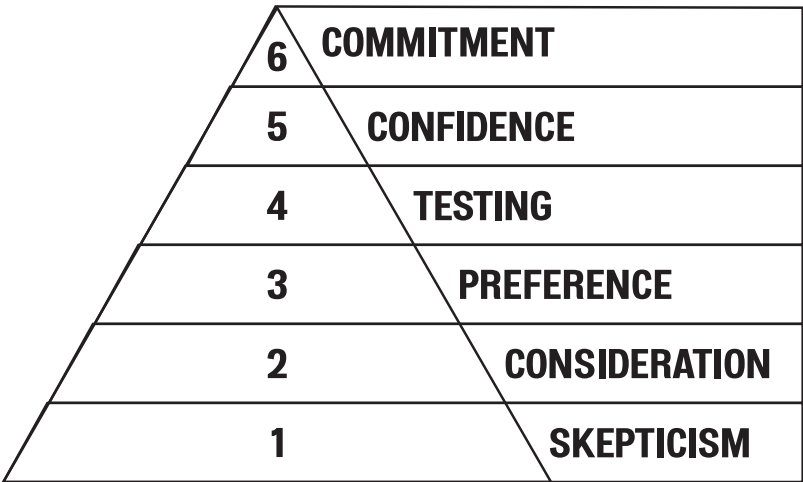 6 COMMITMENT
5 CONFIDENCE
4 TESTING
3 PREFERENCE
2 CONSIDERATION
1 SKEPTICISM